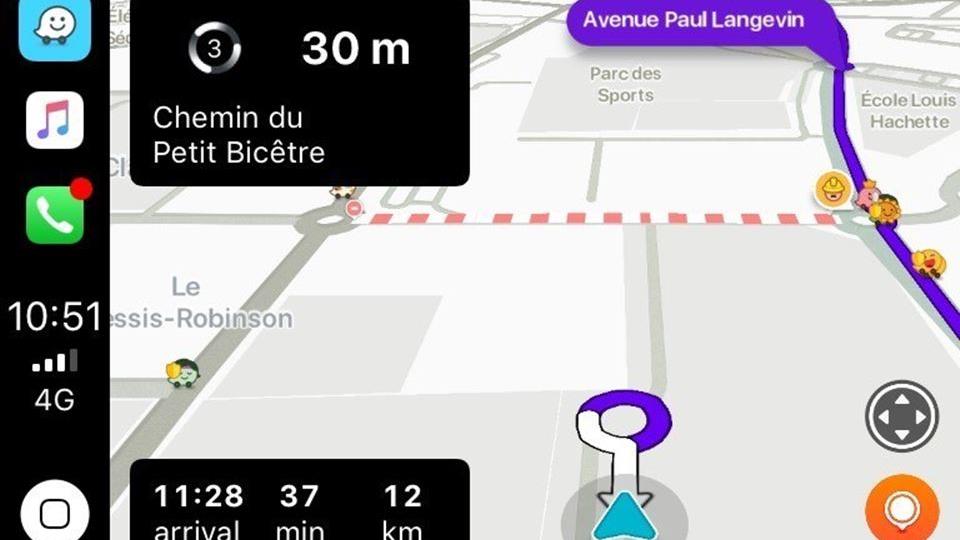 Avenue Paul Langevin
3
30 m
Chemin du
Petit Bicêtre
Parc des
Sports
École Louis
Hachette
10:51
4G
Le
essis-Robinson
11:28 37 12
arrival min km